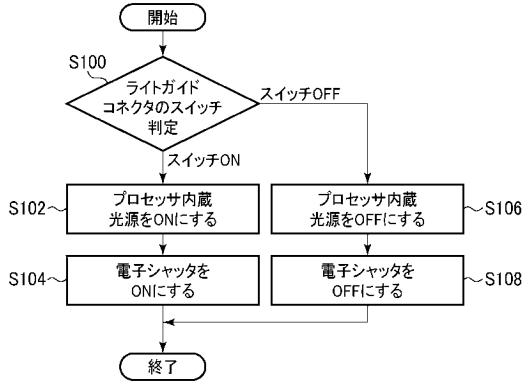 開始
S100
ライトガイド
コネクタのスイッチ
判定
スイッチOFF
スイッチON
S102
プロセッサ内蔵
光源をONにする
プロセッサ内蔵
光源をOFFにする
S106
S104
電子シャッタを
ONにする
電子シャッタを
OFFにする
S108
終了